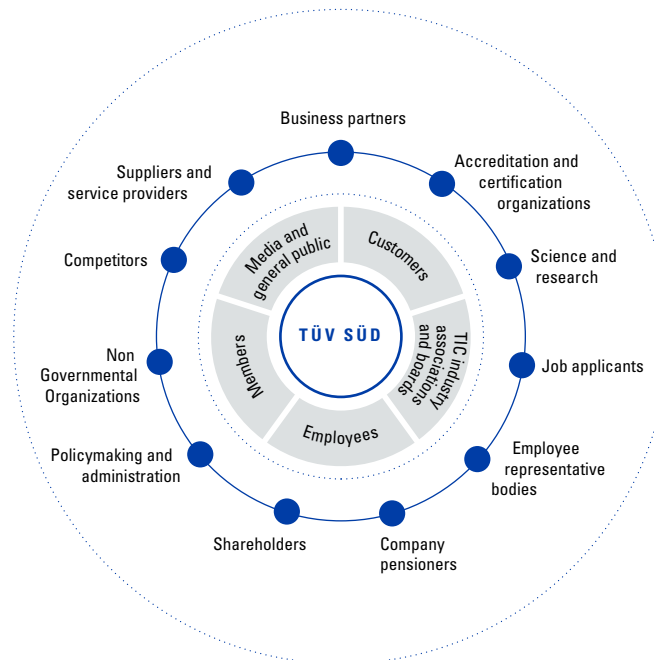 Business partners
Accreditation and
certification
organizations
Science and
research
Job applicants
Employee
representative
bodies
Company
pensioners
Shareholders
Policymaking and
administration
Non
Governmental
Organizations
Competitors
Suppliers and
service providers
Media and
general public
Customers
TIC industry
associations
and boards
Employees
Members
TÜV SÜD